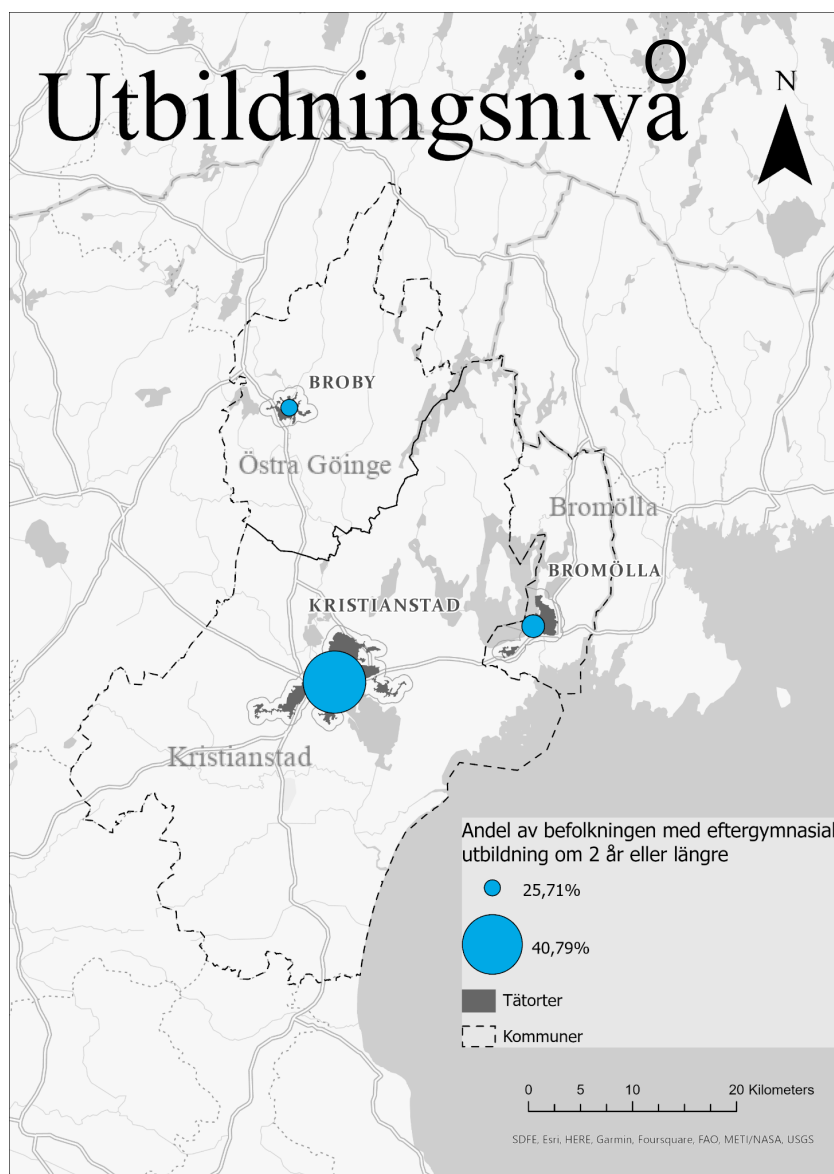 Utbildningsnivå
N
BROBY
Östra Göinge
Bromölla
BROMÖLLA
KRISTIANSTAD
Kristianstad
Andel av befolkningen med eftergymnasial
utbildning om 2 år eller längre
25,71%
40,79%
Tätorter
Kommuner
0 5 10 20 Kilometers
SDFE, Esri, HERE, Garmin, Foursquare, FAO, METI/NASA, USGS